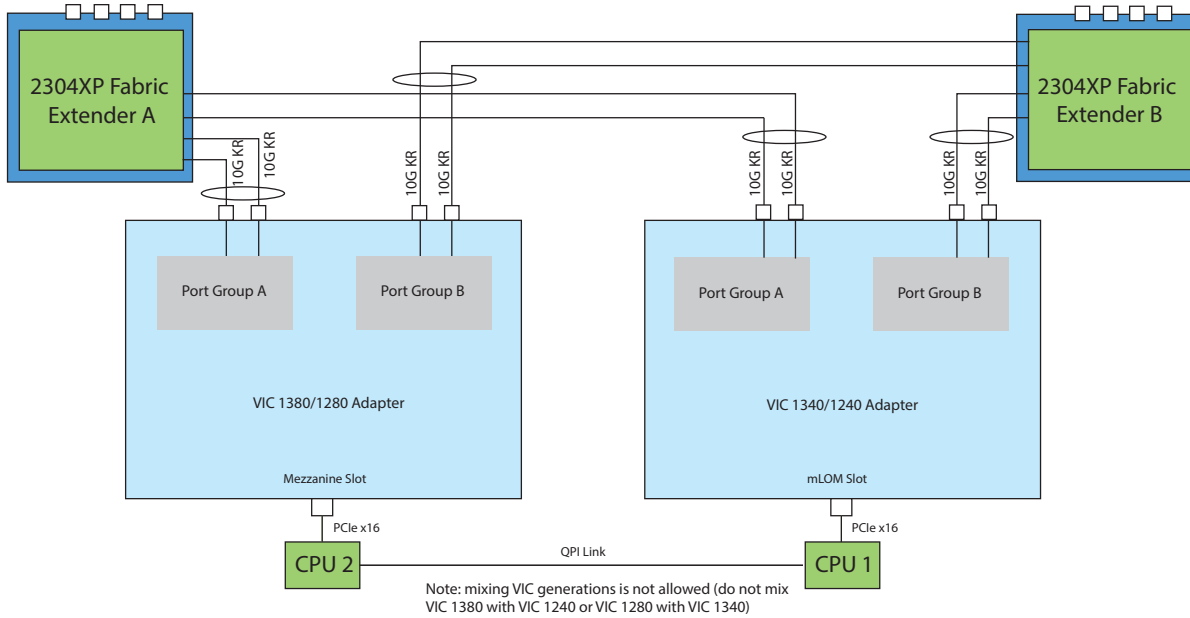 2304XP Fabric
Extender A
2304XP Fabric
Extender B
10G KR
10G KR
10G KR
10G KR
10G KR
10G KR
10G KR
10G KR
Port Group A
Port Group B
Port Group A
Port Group B
VIC 1380/1280 Adapter
VIC 1340/1240 Adapter
Mezzanine Slot
mLOM Slot
PCIe x16
PCIe x16
CPU 2
QPI Link
CPU 1
Note: mixing VIC generations is not allowed (do not mix
VIC 1380 with VIC 1240 or VIC 1280 with VIC 1340)